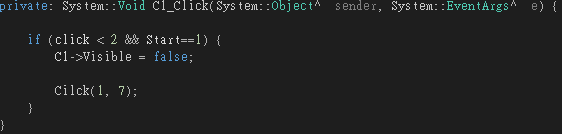 private: System::Void C1_Click(System::Object^  sender, System::EventArgs^  e) {
if (click < 2 && Start==1) {
C1->Visible = false;
Cilck(1, 7);
}
}